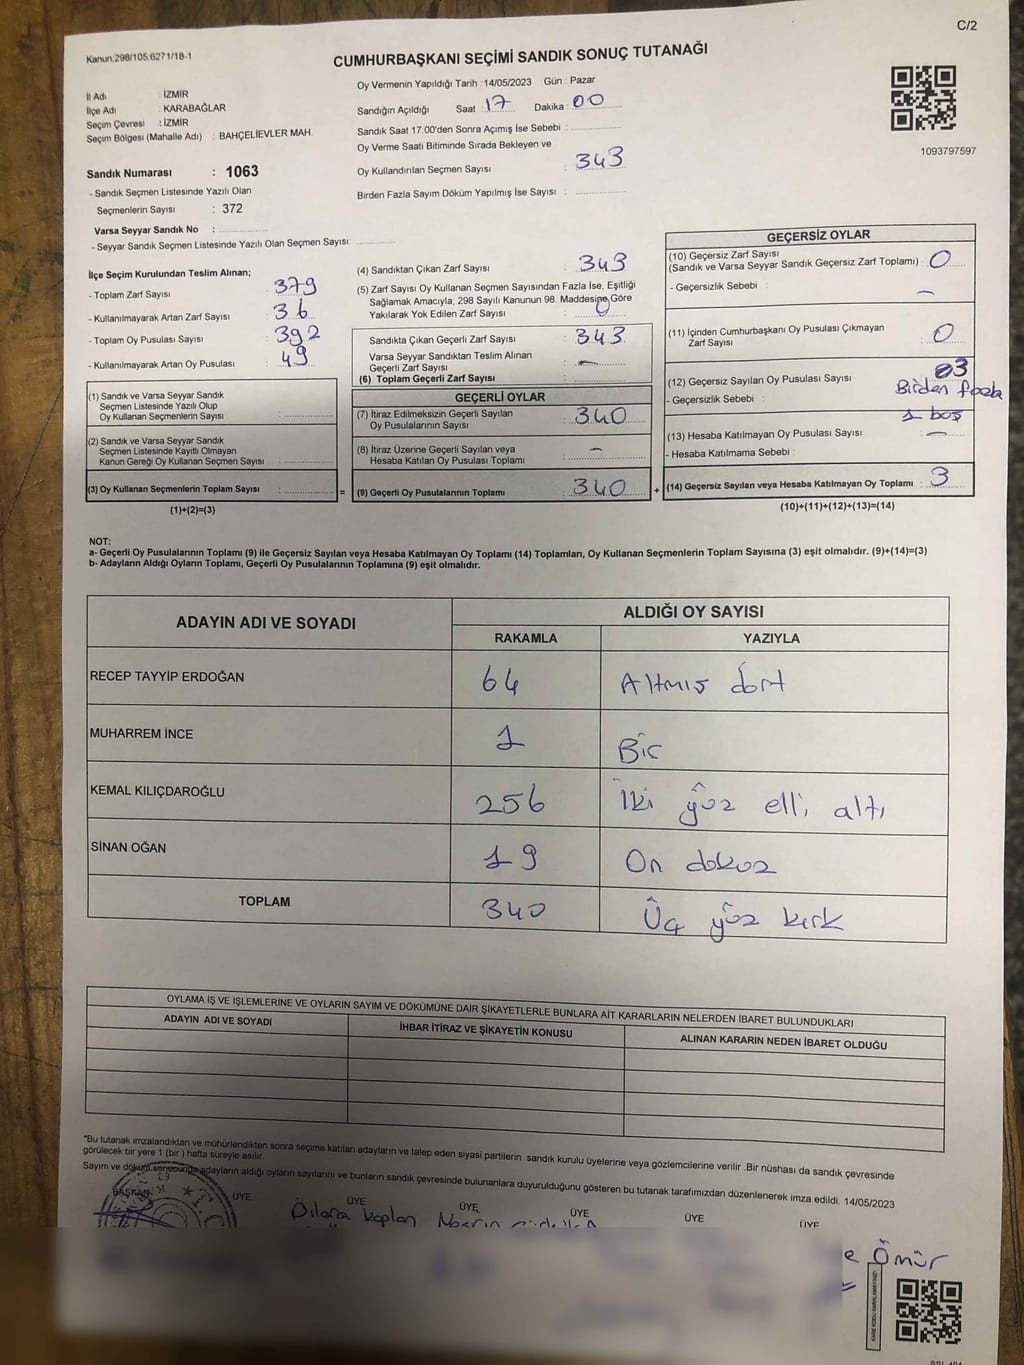 C/2
Kanun.298/105,6271/18-1
CUMHURBAŞKANI SEÇİMİ SANDIK SONUÇ TUTANAĞI
İl Adı : İZMİR
İlçe Adı : KARABAĞLAR
Seçim Çevresi : İZMİR
Seçim Bölgesi (Mahalle Adı) : BAHÇELİEVLER MAH.
Sandık Numarası : 1063
- Sandık Seçmen Listesinde Yazılı Olan
Seçmenlerin Sayısı : 372
Varsa Seyyar Sandık No :
- Seyyar Sandık Seçmen Listesinde Yazılı Olan Seçmen Sayısı:
Oy Vermenin Yapıldığı Tarih : 14/05/2023 Gün : Pazar
Sandığın Açıldığı Saat : 17 Dakika : 00
Sandık Saat 17.00'den Sonra Açımış İse Sebebi :
Oy Verme Saati Bitiminde Sırada Bekleyen ve
Oy Kullandırılan Seçmen Sayısı : 343
Birden Fazla Sayım Döküm Yapılmış İse Sayısı :
1093797597
İlçe Seçim Kurulundan Teslim Alınan;
- Toplam Zarf Sayısı : 379
- Kullanılmayarak Artan Zarf Sayısı : 36
- Toplam Oy Pusulası Sayısı : 392
- Kullanılmayarak Artan Oy Pusulası : 49
(1) Sandık ve Varsa Seyyar Sandık
Seçmen Listesinde Yazılı Olup
Oy Kullanan Seçmenlerin Sayısı :
(2) Sandık ve Varsa Seyyar Sandık
Seçmen Listesinde Kayıtlı Olmayan
Kanun Gereği Oy Kullanan Seçmen Sayısı :
(3) Oy Kullanan Seçmenlerin Toplam Sayısı :
(1)+(2)=(3)
(4) Sandıktan Çıkan Zarf Sayısı : 343
(5) Zarf Sayısı Oy Kullanan Seçmen Sayısından Fazla İse, Eşitliği
Sağlamak Amacıyla, 298 Sayılı Kanunun 98. Maddesine Göre
Yakılarak Yok Edilen Zarf Sayısı : 0
Sandıkta Çıkan Geçerli Zarf Sayısı : 343
Varsa Seyyar Sandıktan Teslim Alınan
Geçerli Zarf Sayısı : –
(6) Toplam Geçerli Zarf Sayısı :
GEÇERLİ OYLAR
(7) İtiraz Edilmeksizin Geçerli Sayılan
Oy Pusulalarının Sayısı : 340
(8) İtiraz Üzerine Geçerli Sayılan veya
Hesaba Katılan Oy Pusulası Toplamı : –
= (9) Geçerli Oy Pusulalarının Toplamı : 340
GEÇERSİZ OYLAR
(10) Geçersiz Zarf Sayısı
(Sandık ve Varsa Seyyar Sandık Geçersiz Zarf Toplamı) : 0
- Geçersizlik Sebebi : –
(11) İçinden Cumhurbaşkanı Oy Pusulası Çıkmayan
Zarf Sayısı : 0
(12) Geçersiz Sayılan Oy Pusulası Sayısı : 03
- Geçersizlik Sebebi : Birden fazla
1 boş
(13) Hesaba Katılmayan Oy Pusulası Sayısı : –
- Hesaba Katılmama Sebebi :
+ (14) Geçersiz Sayılan veya Hesaba Katılmayan Oy Toplamı : 3
(10)+(11)+(12)+(13)=(14)
NOT:
a- Geçerli Oy Pusulalarının Toplamı (9) ile Geçersiz Sayılan veya Hesaba Katılmayan Oy Toplamı (14) Toplamları, Oy Kullanan Seçmenlerin Toplam Sayısına (3) eşit olmalıdır. (9)+(14)=(3)
b- Adayların Aldığı Oyların Toplamı, Geçerli Oy Pusulalarının Toplamına (9) eşit olmalıdır.
ADAYIN ADI VE SOYADI
ALDIĞI OY SAYISI
RAKAMLA YAZIYLA
RECEP TAYYİP ERDOĞAN 64 Altmış dört
MUHARREM İNCE 1 Bir
KEMAL KILIÇDAROĞLU 256 İki yüz elli altı
SİNAN OĞAN 19 On dokuz
TOPLAM 340 Üç yüz kırk
OYLAMA İŞ VE İŞLEMLERİNE VE OYLARIN SAYIM VE DÖKÜMÜNE DAİR ŞİKAYETLERLE BUNLARA AİT KARARLARIN NELERDEN İBARET BULUNDUKLARI
ADAYIN ADI VE SOYADI İHBAR İTİRAZ VE ŞİKAYETİN KONUSU ALINAN KARARIN NEDEN İBARET OLDUĞU
*Bu tutanak imzalandıktan ve mühürlendikten sonra seçime katılan adayların ve talep eden siyasi partilerin sandık kurulu üyelerine veya gözlemcilerine verilir .Bir nüshası da sandık çevresinde
görülecek bir yere 1 (bir ) hafta süreyle asılır.
Sayım ve döküm sonucunda adayların aldığı oyların sayılarını ve bunların sandık çevresinde bulunanlara duyurulduğunu gösteren bu tutanak tarafımızdan düzenlenerek imza edildi. 14/05/2023
BAŞKAN ÜYE ÜYE ÜYE ÜYE ÜYE ÜYE
Dilara Kaplan
e Ömür